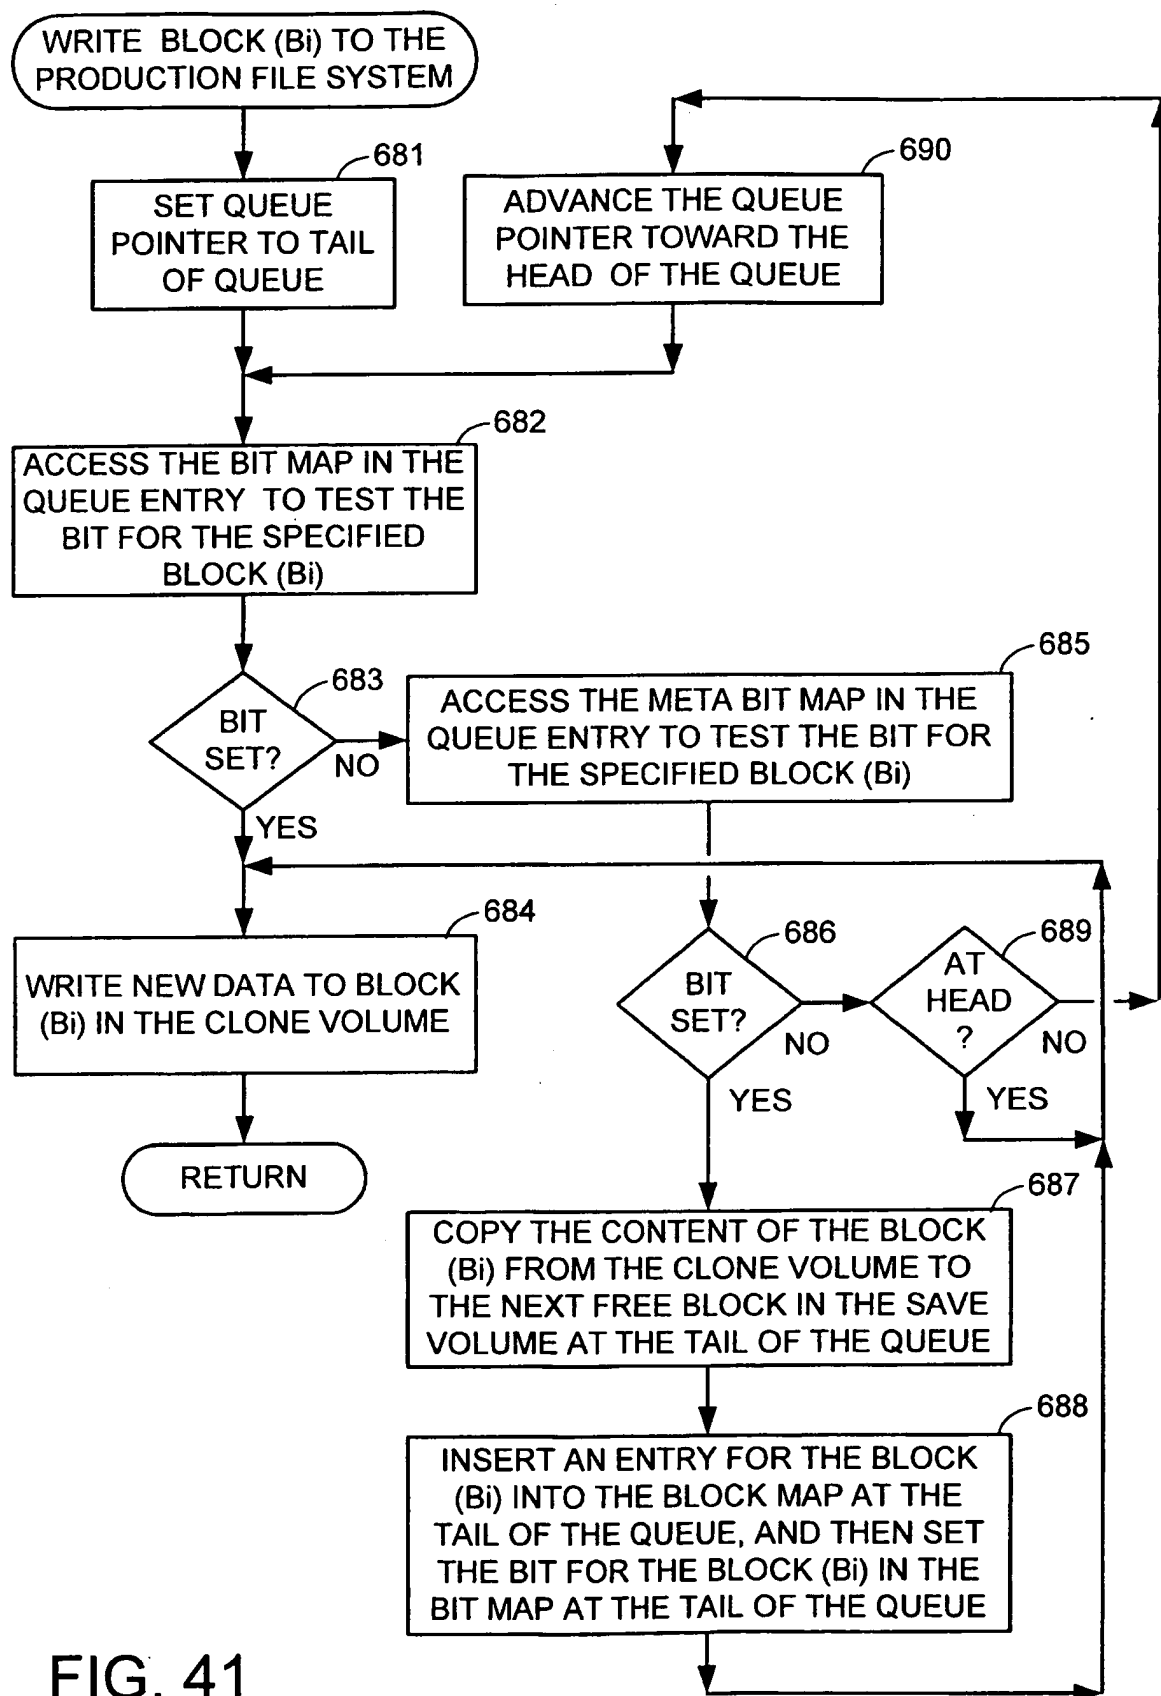 WRITE BLOCK (Bi) TO THE
PRODUCTION FILE SYSTEM
681
SET QUEUE
POINTER TO TAIL
OF QUEUE
690
ADVANCE THE QUEUE
POINTER TOWARD THE
HEAD OF THE QUEUE
682
ACCESS THE BIT MAP IN THE
QUEUE ENTRY TO TEST THE
BIT FOR THE SPECIFIED
BLOCK (Bi)
683
BIT
SET?
NO
YES
685
ACCESS THE META BIT MAP IN THE
QUEUE ENTRY TO TEST THE BIT FOR
THE SPECIFIED BLOCK (Bi)
684
WRITE NEW DATA TO BLOCK
(Bi) IN THE CLONE VOLUME
RETURN
686
BIT
SET?
NO
YES
689
AT
HEAD
?
NO
YES
687
COPY THE CONTENT OF THE BLOCK
(Bi) FROM THE CLONE VOLUME TO
THE NEXT FREE BLOCK IN THE SAVE
VOLUME AT THE TAIL OF THE QUEUE
688
INSERT AN ENTRY FOR THE BLOCK
(Bi) INTO THE BLOCK MAP AT THE
TAIL OF THE QUEUE, AND THEN SET
THE BIT FOR THE BLOCK (Bi) IN THE
BIT MAP AT THE TAIL OF THE QUEUE
FIG. 41